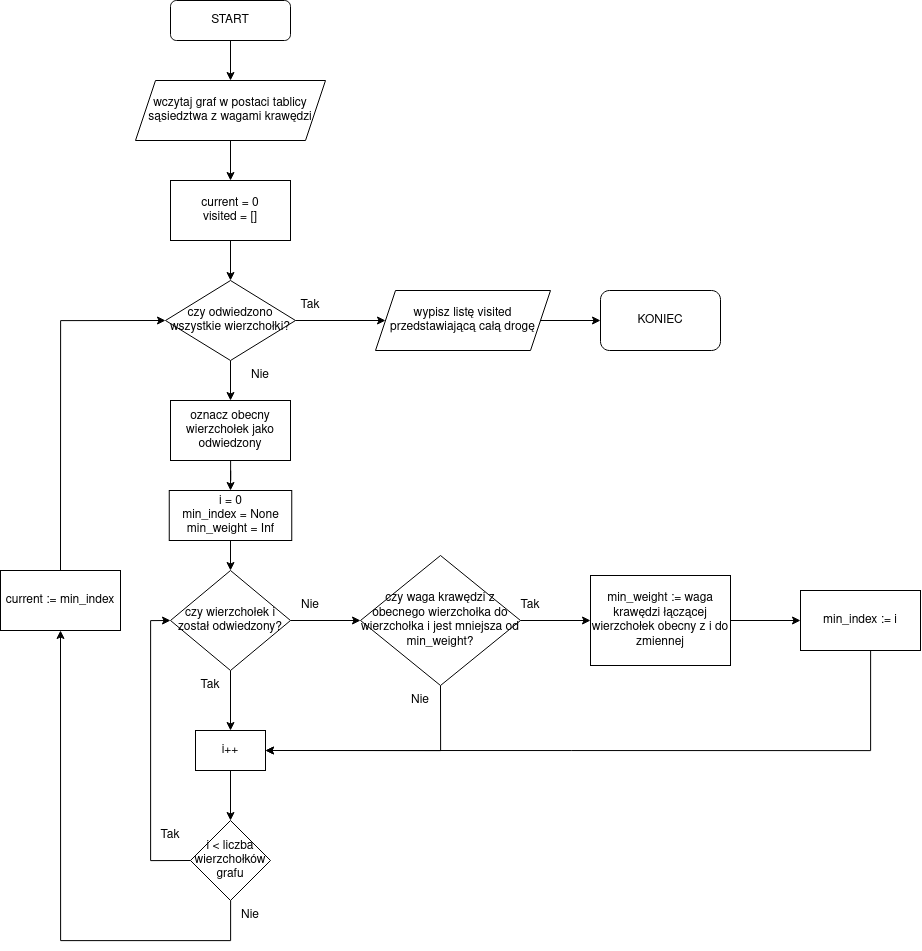 START
wczytaj graf w postaci tablicy
sąsiedztwa z wagami krawędzi
current = 0
visited = []
czy odwiedzono
wszystkie wierzchołki?
Tak
wypisz listę visited
przedstawiającą całą drogę
KONIEC
Nie
oznacz obecny
wierzchołek jako
odwiedzony
i = 0
min_index = None
min_weight = Inf
current := min_index
czy wierzchołek i
został odwiedzony?
Nie
czy waga krawędzi z
obecnego wierzchołka do
wierzchołka i jest mniejsza od
min_weight?
Tak
min_weight := waga
krawędzi łączącej
wierzchołek obecny z i do
zmiennej
min_index := i
Tak
Nie
i++
Tak
i < liczba
wierzchołków
grafu
Nie